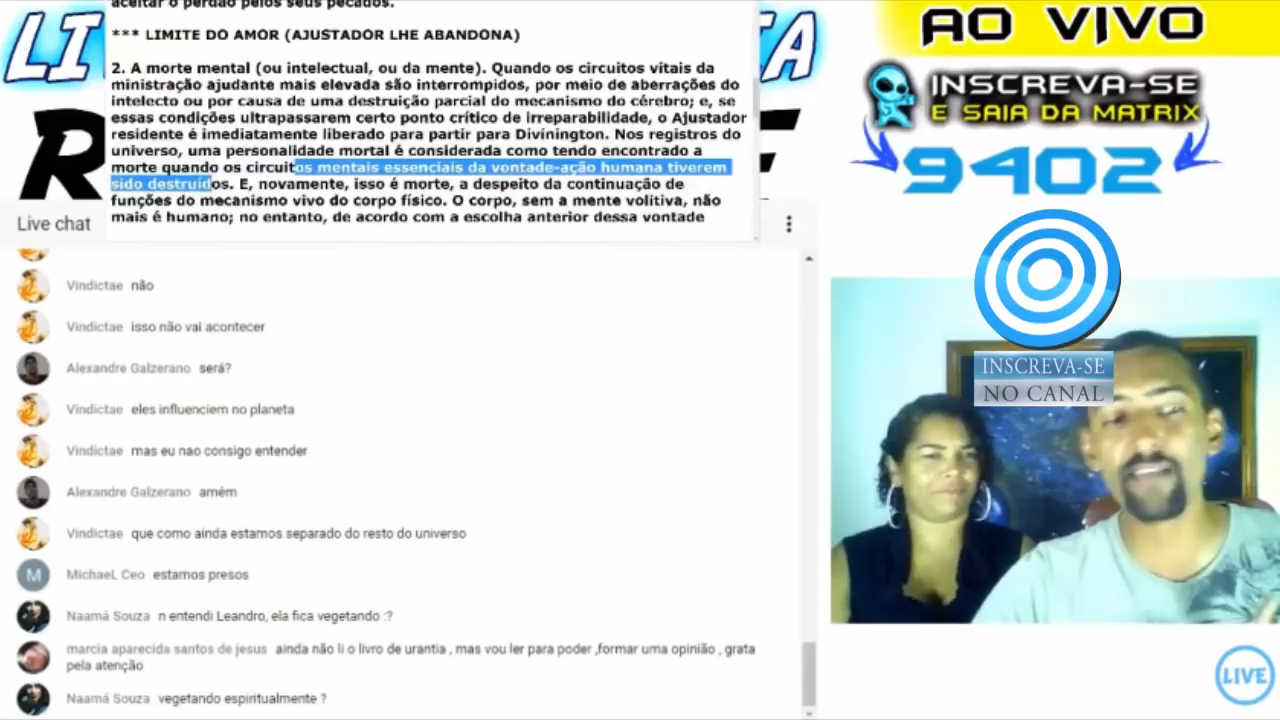 aceitar o perdão pelos seus pecados.
*** LIMITE DO AMOR (AJUSTADOR LHE ABANDONA)
2. A morte mental (ou intelectual, ou da mente). Quando os circuitos vitais da
ministração ajudante mais elevada são interrompidos, por meio de aberrações do
intelecto ou por causa de uma destruição parcial do mecanismo do cérebro; e, se
essas condições ultrapassarem certo ponto crítico de irreparabilidade, o Ajustador
residente é imediatamente liberado para partir para Divínington. Nos registros do
universo, uma personalidade mortal é considerada como tendo encontrado a
morte quando os circuitos mentais essenciais da vontade-ação humana tiverem
sido destruídos. E, novamente, isso é morte, a despeito da continuação de
funções do mecanismo vivo do corpo físico. O corpo, sem a mente volitiva, não
mais é humano; no entanto, de acordo com a escolha anterior dessa vontade
Live chat
Vindictae não
Vindictae isso não vai acontecer
Alexandre Galzerano será?
Vindictae eles influenciem no planeta
Vindictae mas eu nao consigo entender
Alexandre Galzerano amém
Vindictae que como ainda estamos separado do resto do universo
M MichaeL Ceo estamos presos
Naamá Souza n entendi Leandro, ela fica vegetando :?
marcia aparecida santos de jesus ainda não li o livro de urantia , mas vou ler para poder ,formar uma opinião , grata
pela atenção
Naamá Souza vegetando espiritualmente ?
AO VIVO
INSCREVA-SE
E SAIA DA MATRIX
9402
INSCREVA-SE
NO CANAL
LIVE